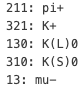 211: pi+
321: K+
130: K(L)0
310: K(S)0
13: mu-